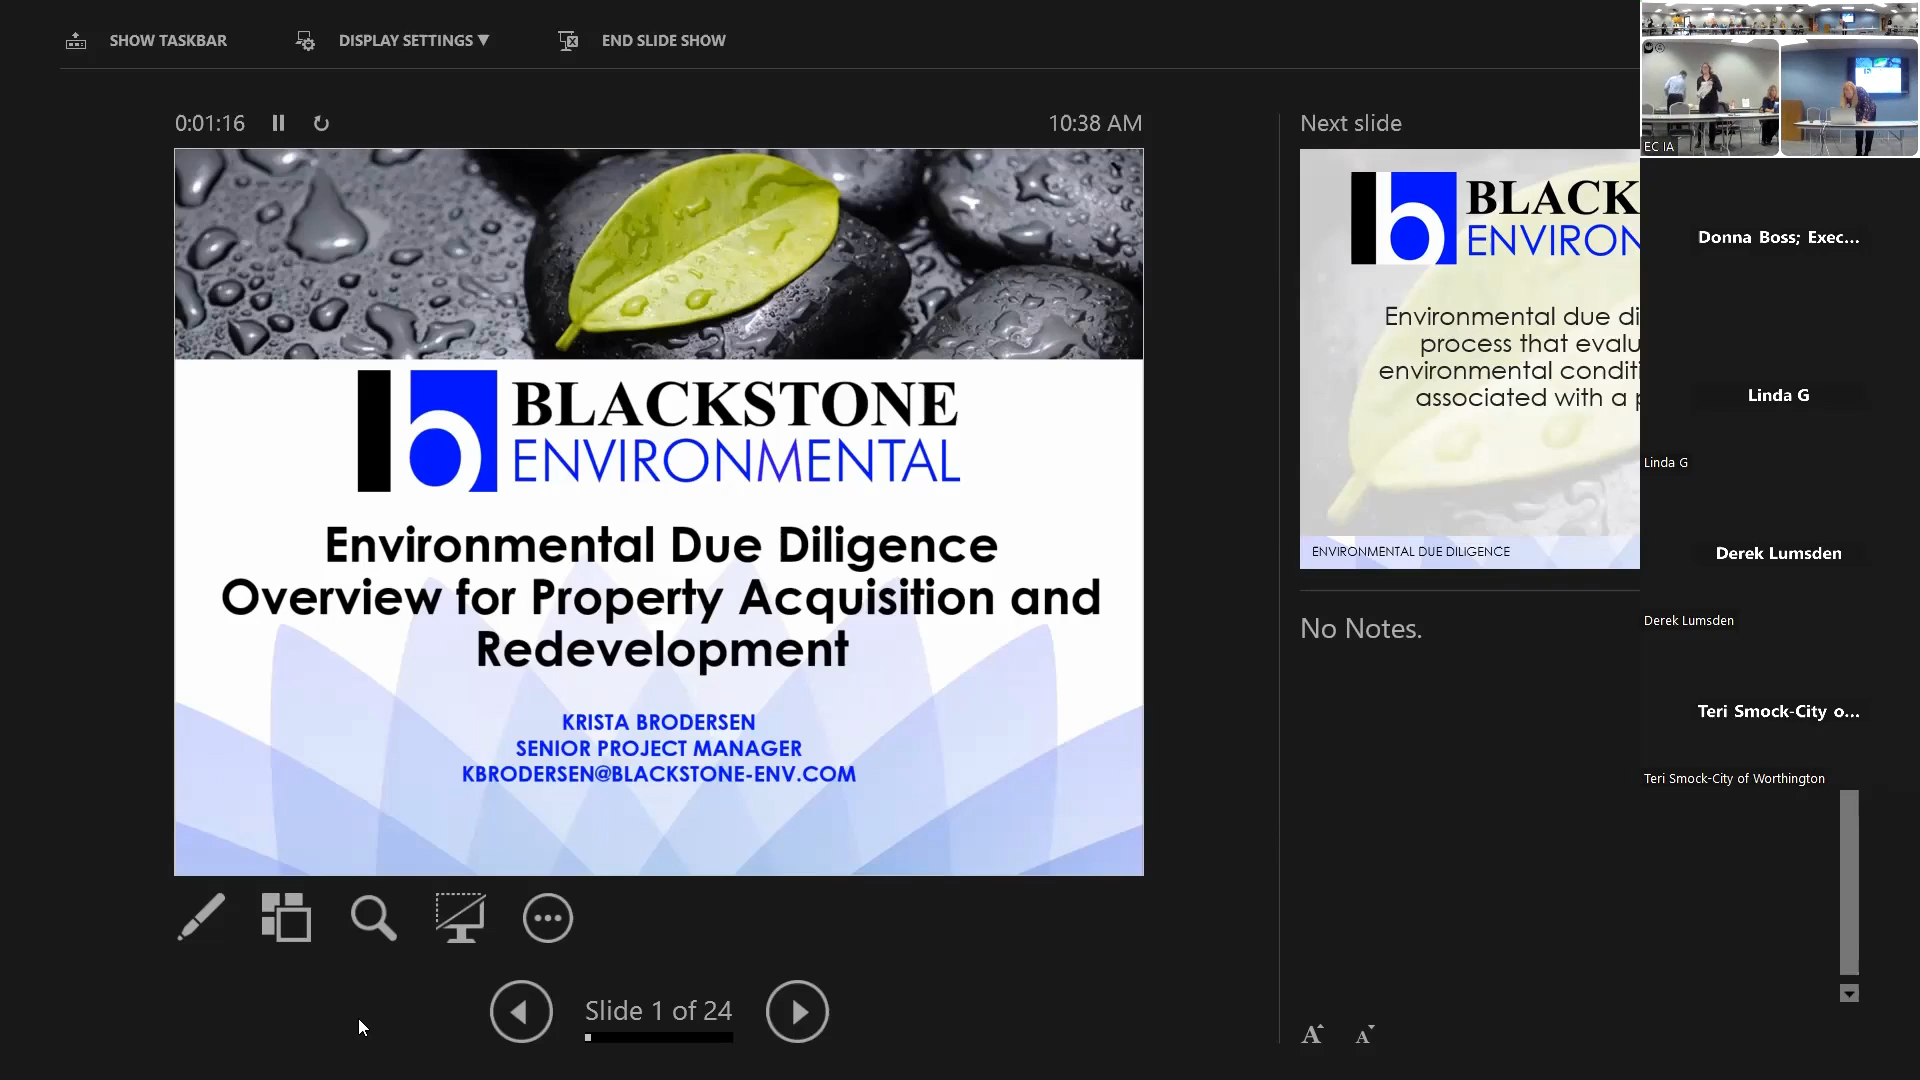 SHOW TASKBAR
DISPLAY SETTINGS ▼
END SLIDE SHOW
0:01:16
10:38 AM
BLACKSTONE
ENVIRONMENTAL
Environmental Due Diligence
Overview for Property Acquisition and
Redevelopment
KRISTA BRODERSEN
SENIOR PROJECT MANAGER
KBRODERSEN@BLACKSTONE-ENV.COM
Slide 1 of 24
Next slide
BLACK
ENVIRON
Environmental due di
process that evalu
environmental conditi
associated with a p
ENVIRONMENTAL DUE DILIGENCE
No Notes.
A
A
EC IA
Donna Boss; Exec...
Linda G
Linda G
Derek Lumsden
Derek Lumsden
Teri Smock-City o...
Teri Smock-City of Worthington